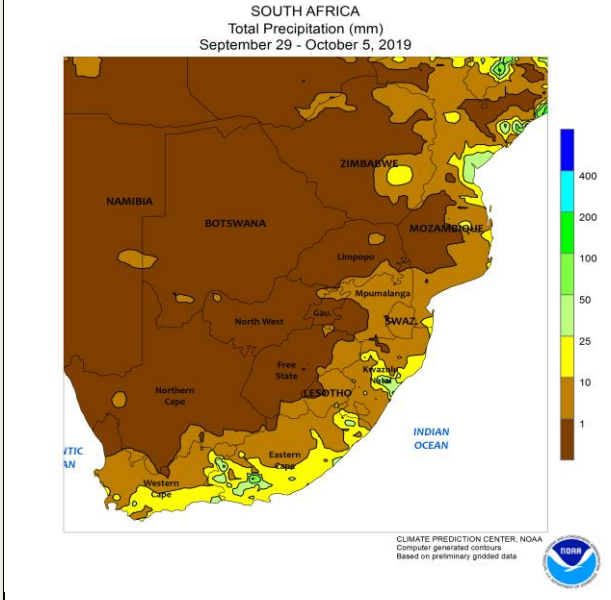 SOUTH AFRICA
Total Precipitation (mm)
September 29 - October 5, 2019
ZIMBABWE
NAMIBIA
BOTSWANA
MOZAMBIQUE
Limpopo
Mpumalanga
North West
Gau.
SWAZ.
Free
State
Kwazulu
Natal
Northern
Cape
LESOTHO
Eastern
Cape
Western
Cape
NTIC
AN
INDIAN
OCEAN
400
200
100
50
25
10
1
CLIMATE PREDICTION CENTER, NOAA
Computer generated contours
Based on preliminary gridded data
NOAA